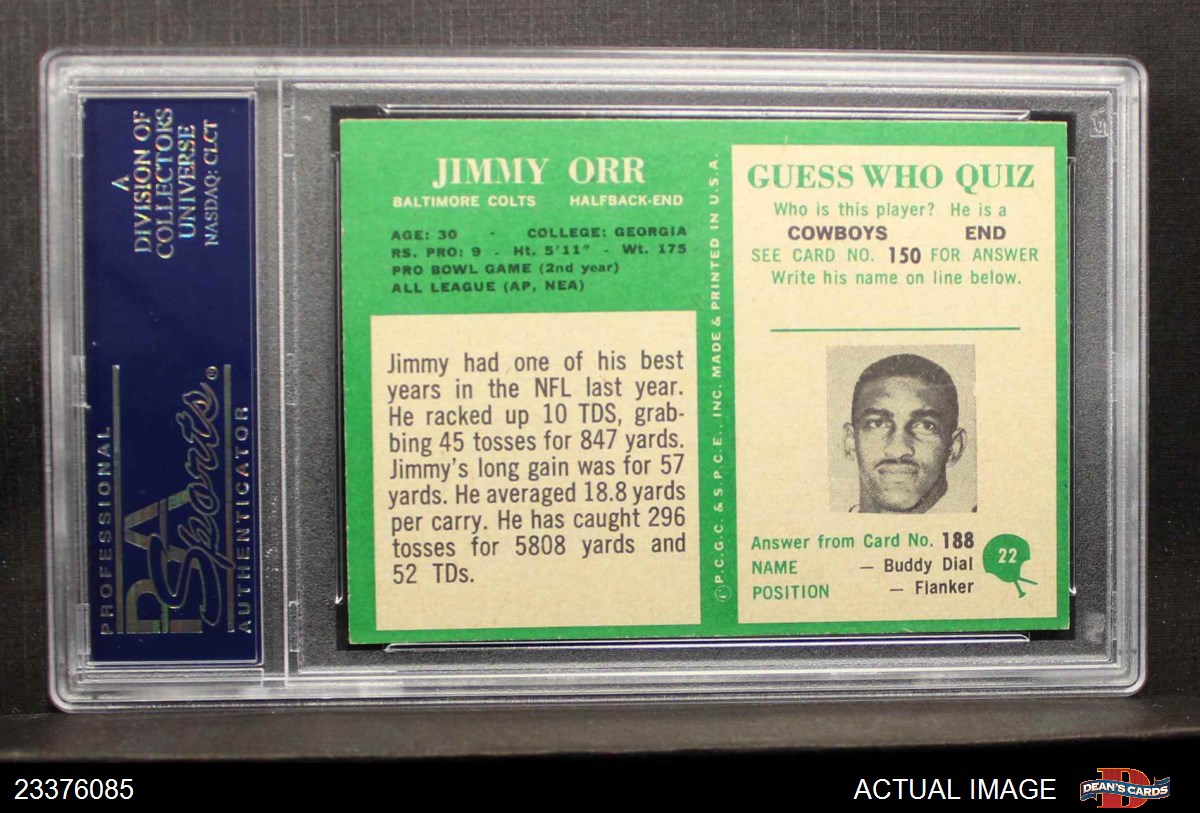 A
DIVISION OF
COLLECTORS
UNIVERSE
NASDAQ: CLCT
PROFESSIONAL
PSA
Sports®
AUTHENTICATOR
JIMMY ORR
BALTIMORE COLTS HALFBACK-END
AGE: 30 - COLLEGE: GEORGIA
RS. PRO: 9 - Ht. 5'11" - Wt. 175
PRO BOWL GAME (2nd year)
ALL LEAGUE (AP, NEA)
Jimmy had one of his best
years in the NFL last year.
He racked up 10 TDS, grab-
bing 45 tosses for 847 yards.
Jimmy's long gain was for 57
yards. He averaged 18.8 yards
per carry. He has caught 296
tosses for 5808 yards and
52 TDs.
©P.C.G.C. & S.P.C.E., INC. MADE & PRINTED IN U.S.A.
GUESS WHO QUIZ
Who is this player? He is a
COWBOYS END
SEE CARD NO. 150 FOR ANSWER
Write his name on line below.
Answer from Card No. 188
NAME — Buddy Dial
POSITION — Flanker
22
23376085
ACTUAL IMAGE
DEAN'S CARDS